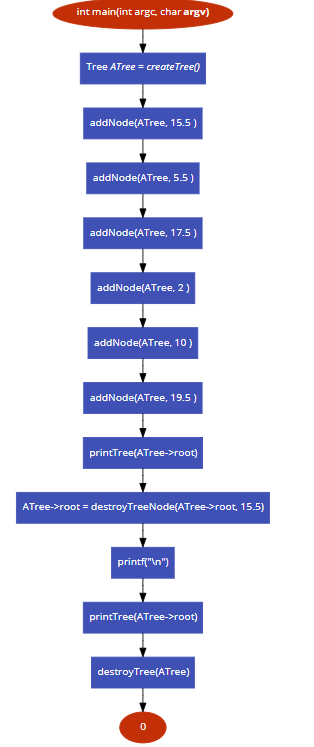 int main(int argc, char argv)
Tree ATree = createTree()
addNode(ATree, 15.5 )
addNode(ATree, 5.5 )
addNode(ATree, 17.5 )
addNode(ATree, 2 )
addNode(ATree, 10 )
addNode(ATree, 19.5 )
printTree(ATree->root)
ATree->root = destroyTreeNode(ATree->root, 15.5)
printf("\n")
printTree(ATree->root)
destroyTree(ATree)
0